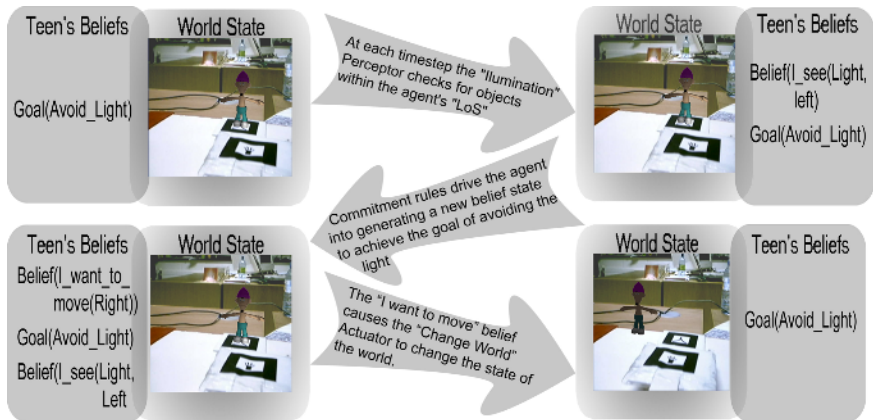 Teen's Beliefs
World State
Goal(Avoid_Light)
At each timestep the "Illumination"
Perceptor checks for objects
within the agent's "LoS"
World State
Teen's Beliefs
Belief(I_see(Light,
left)
Goal(Avoid_Light)
Commitment rules drive the agent
into generating a new belief state
to achieve the goal of avoiding the
light
Teen's Beliefs
World State
Belief(I_want_to_
move(Right))
Goal(Avoid_Light)
Belief(I_see(Light,
Left
The "I want to move" belief
causes the "Change World"
Actuator to change the state of
the world.
World State
Teen's Beliefs
Goal(Avoid_Light)